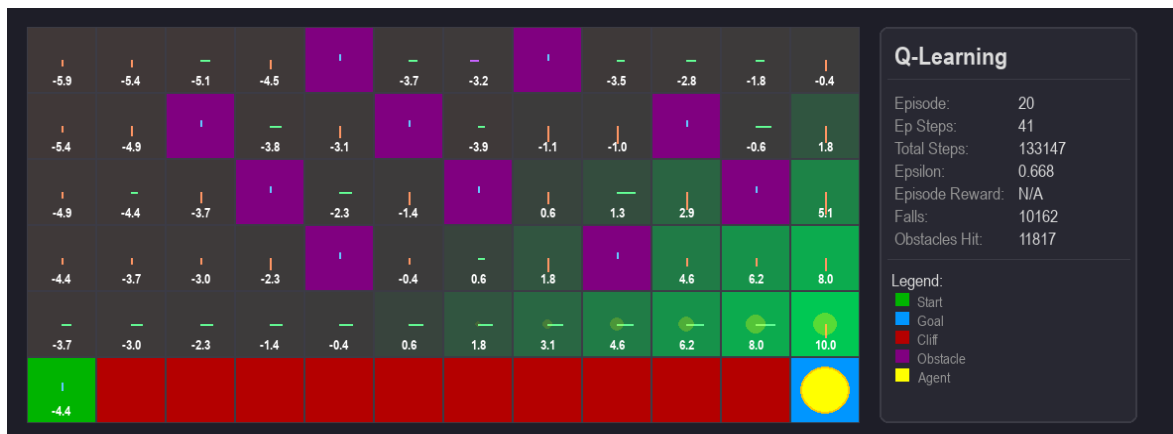 -5.9 -5.4 -5.1 -4.5 -3.7 -3.2 -3.5 -2.8 -1.8 -0.4
-5.4 -4.9 -3.8 -3.1 -3.9 -1.1 -1.0 -0.6 1.8
-4.9 -4.4 -3.7 -2.3 -1.4 0.6 1.3 2.9 5.1
-4.4 -3.7 -3.0 -2.3 -0.4 0.6 1.8 4.6 6.2 8.0
-3.7 -3.0 -2.3 -1.4 -0.4 0.6 1.8 3.1 4.6 6.2 8.0 10.0
-4.4
Q-Learning
Episode: 20
Ep Steps: 41
Total Steps: 133147
Epsilon: 0.668
Episode Reward: N/A
Falls: 10162
Obstacles Hit: 11817
Legend:
Start
Goal
Cliff
Obstacle
Agent